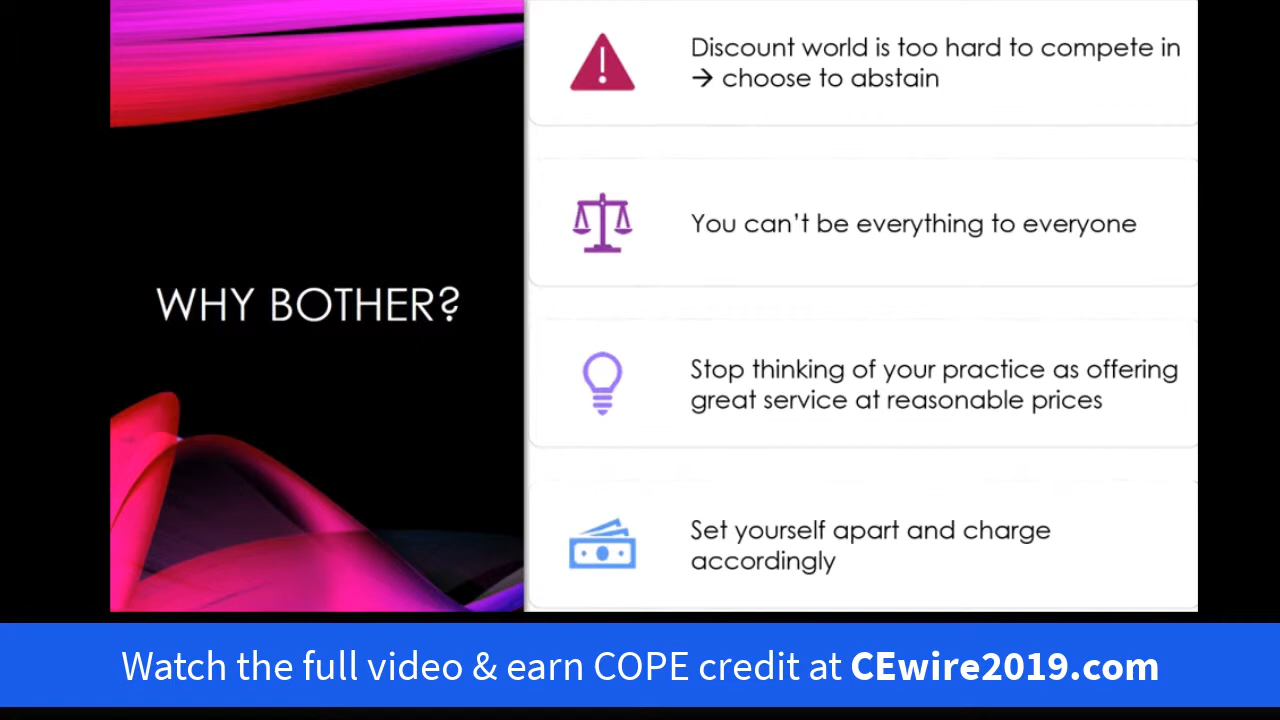 WHY BOTHER?
Discount world is too hard to compete in
→ choose to abstain
You can't be everything to everyone
Stop thinking of your practice as offering
great service at reasonable prices
Set yourself apart and charge
accordingly
Watch the full video & earn COPE credit at CEwire2019.com